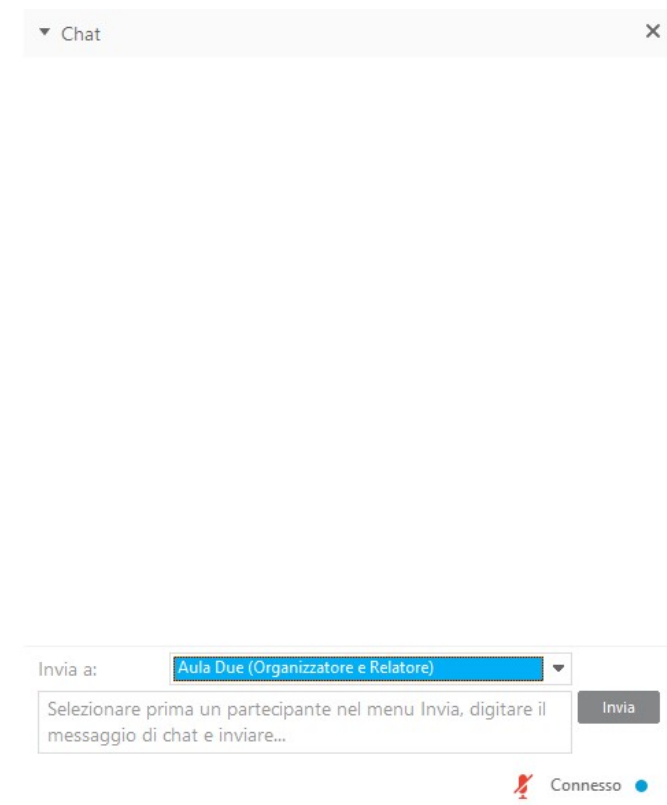 Chat
Invia a:
Aula Due (Organizzatore e Relatore)
Selezionare prima un partecipante nel menu Invia, digitare il
messaggio di chat e inviare...
Invia
Connesso